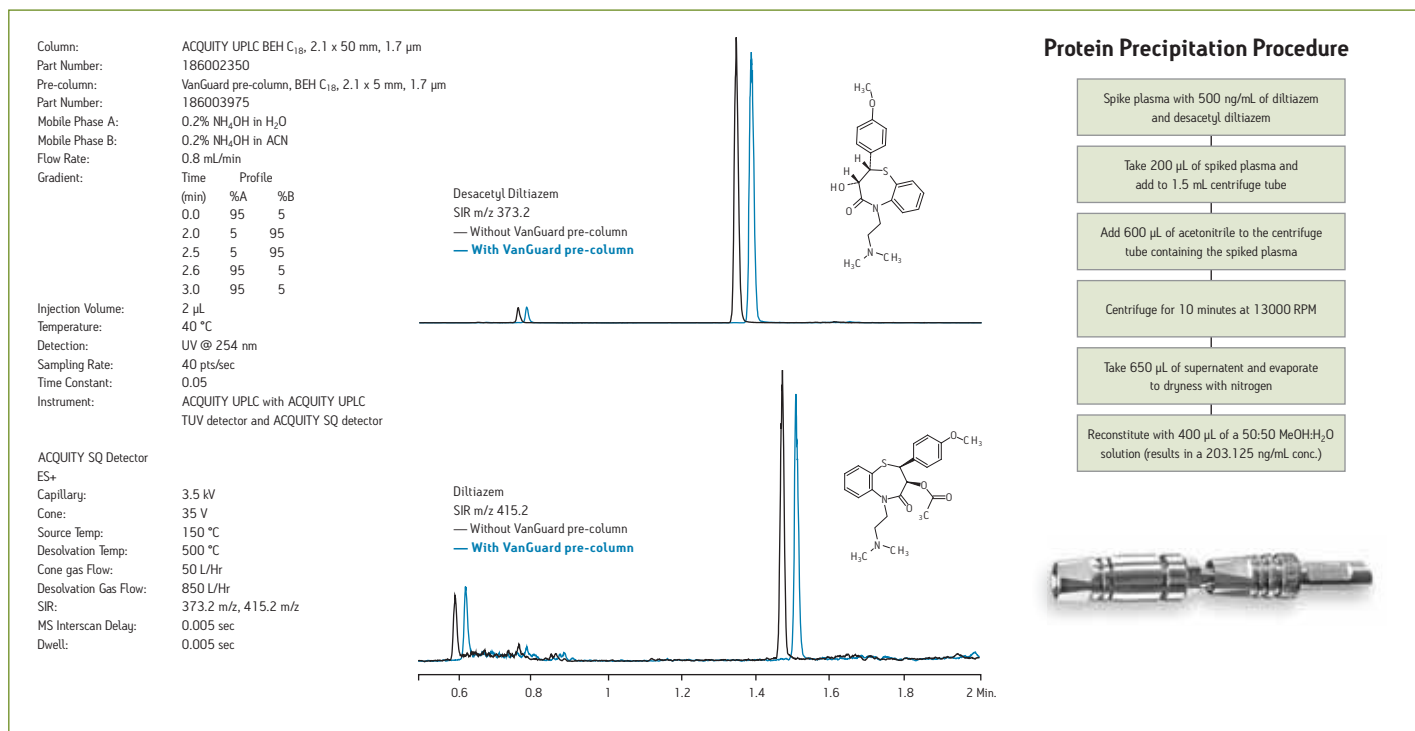 Column: ACQUITY UPLC BEH C18, 2.1 x 50 mm, 1.7 µm
Part Number: 186002350
Pre-column: VanGuard pre-column, BEH C18, 2.1 x 5 mm, 1.7 µm
Part Number: 186003975
Mobile Phase A: 0.2% NH4OH in H2O
Mobile Phase B: 0.2% NH4OH in ACN
Flow Rate: 0.8 mL/min
Gradient: Time Profile
(min) %A %B
0.0 95 5
2.0 5 95
2.5 5 95
2.6 95 5
3.0 95 5
Injection Volume: 2 µL
Temperature: 40 °C
Detection: UV @ 254 nm
Sampling Rate: 40 pts/sec
Time Constant: 0.05
Instrument: ACQUITY UPLC with ACQUITY UPLC
TUV detector and ACQUITY SQ detector
ACQUITY SQ Detector
ES+
Capillary: 3.5 kV
Cone: 35 V
Source Temp: 150 °C
Desolvation Temp: 500 °C
Cone gas Flow: 50 L/Hr
Desolvation Gas Flow: 850 L/Hr
SIR: 373.2 m/z, 415.2 m/z
MS Interscan Delay: 0.005 sec
Dwell: 0.005 sec
Desacetyl Diltiazem
SIR m/z 373.2
— Without VanGuard pre-column
— With VanGuard pre-column
H3C
O
H
H
S
HO
O
N
N
H3C
CH3
Diltiazem
SIR m/z 415.2
— Without VanGuard pre-column
— With VanGuard pre-column
O
CH3
S
O
O
N
O
CH3
N
H3C
CH3
0.6 0.8 1 1.2 1.4 1.6 1.8 2 Min.
Protein Precipitation Procedure
Spike plasma with 500 ng/mL of diltiazem
and desacetyl diltiazem
Take 200 µL of spiked plasma and
add to 1.5 mL centrifuge tube
Add 600 µL of acetonitrile to the centrifuge
tube containing the spiked plasma
Centrifuge for 10 minutes at 13000 RPM
Take 650 µL of supernatent and evaporate
to dryness with nitrogen
Reconstitute with 400 µL of a 50:50 MeOH:H2O
solution (results in a 203.125 ng/mL conc.)